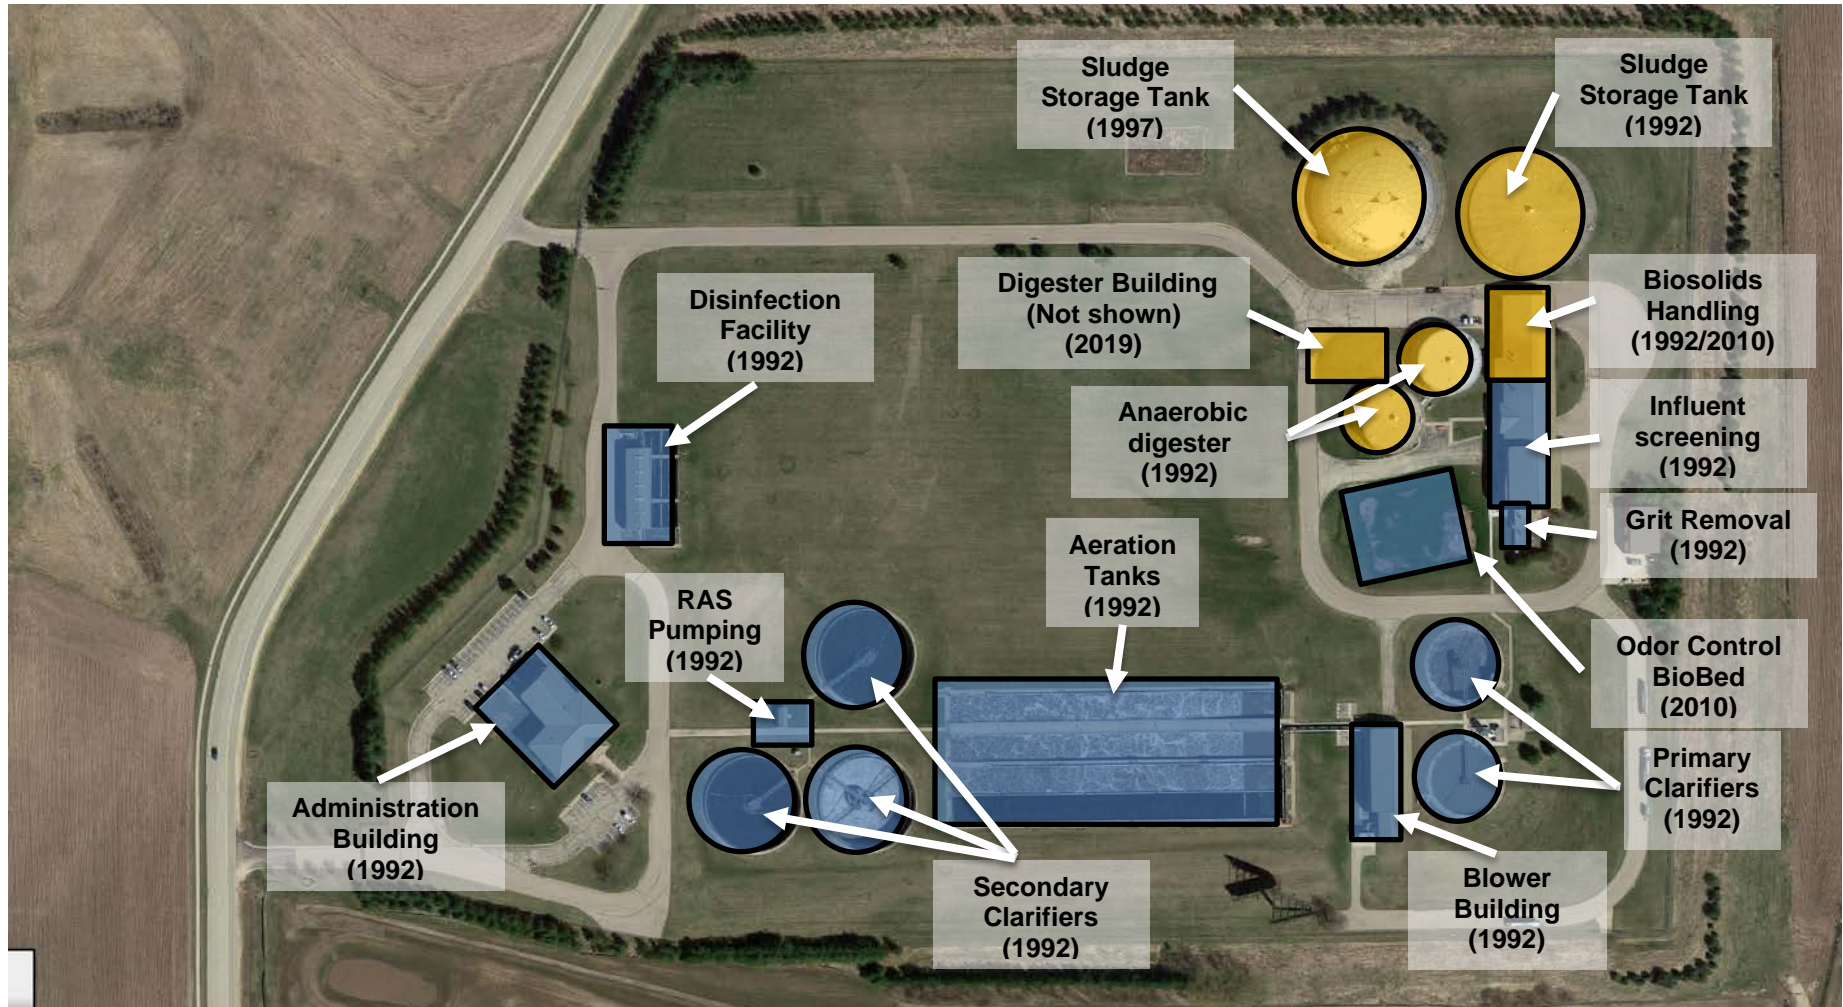 Sludge
Storage Tank
(1997)
Sludge
Storage Tank
(1992)
Digester Building
(Not shown)
(2019)
Biosolids
Handling
(1992/2010)
Disinfection
Facility
(1992)
Anaerobic
digester
(1992)
Influent
screening
(1992)
Grit Removal
(1992)
Aeration
Tanks
(1992)
RAS
Pumping
(1992)
Odor Control
BioBed
(2010)
Primary
Clarifiers
(1992)
Administration
Building
(1992)
Secondary
Clarifiers
(1992)
Blower
Building
(1992)